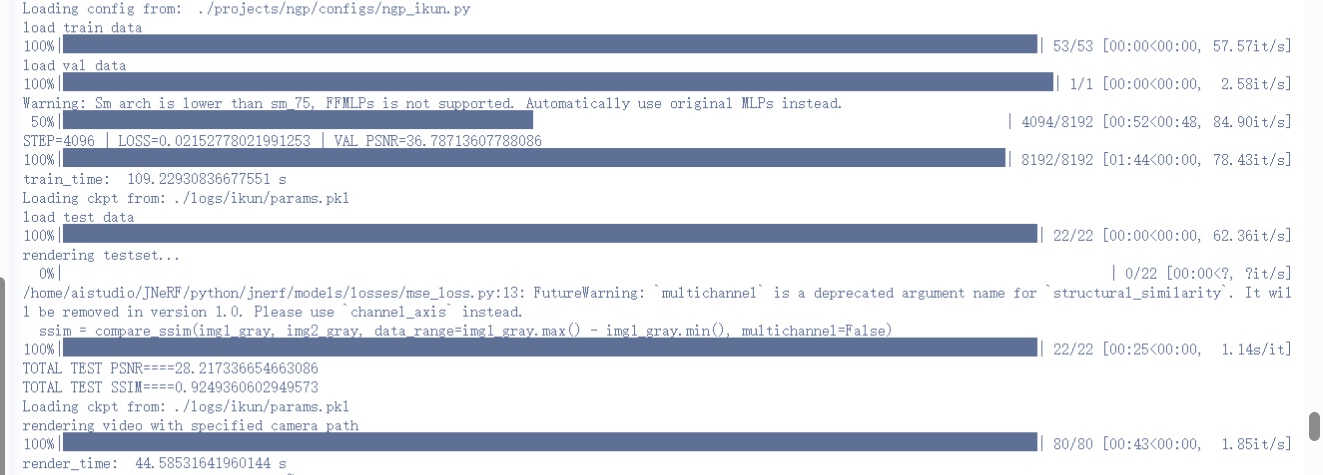 Loading config from:  ./projects/ngp/configs/ngp_ikun.py
load train data
100%| | 53/53 [00:00<00:00, 57.57it/s]
load val data
100%| | 1/1 [00:00<00:00,  2.58it/s]
Warning: Sm arch is lower than sm_75, FFMLPs is not supported. Automatically use original MLPs instead.
50%| | 4094/8192 [00:52<00:48, 84.90it/s]
STEP=4096 | LOSS=0.02152778021991253 | VAL PSNR=36.78713607788086
100%| | 8192/8192 [01:44<00:00, 78.43it/s]
train_time:  109.22930836677551 s
Loading ckpt from: ./logs/ikun/params.pkl
load test data
100%| | 22/22 [00:00<00:00, 62.36it/s]
rendering testset...
0%| | 0/22 [00:00<?, ?it/s]
/home/aistudio/JNeRF/python/jnerf/models/losses/mse_loss.py:13: FutureWarning: `multichannel` is a deprecated argument name for `structural_similarity`. It wil
l be removed in version 1.0. Please use `channel_axis` instead.
ssim = compare_ssim(img1_gray, img2_gray, data_range=img1_gray.max() - img1_gray.min(), multichannel=False)
100%| | 22/22 [00:25<00:00,  1.14s/it]
TOTAL TEST PSNR====28.217336654663086
TOTAL TEST SSIM====0.9249360602949573
Loading ckpt from: ./logs/ikun/params.pkl
rendering video with specified camera path
100%| | 80/80 [00:43<00:00,  1.85it/s]
render_time:  44.58531641960144 s